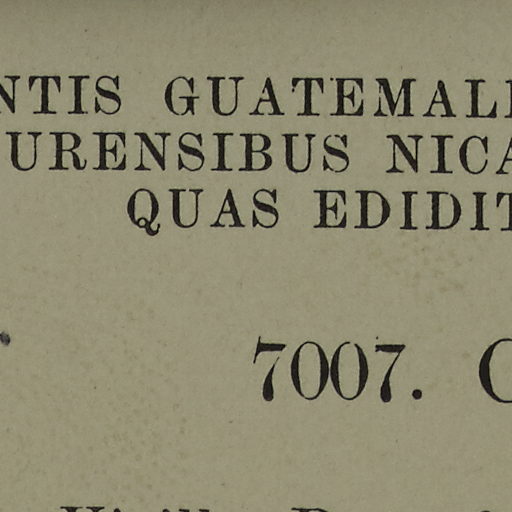 NTIS GUATEMAL
URENSIBUS NICA
QUAS EDIDIT
7007. C